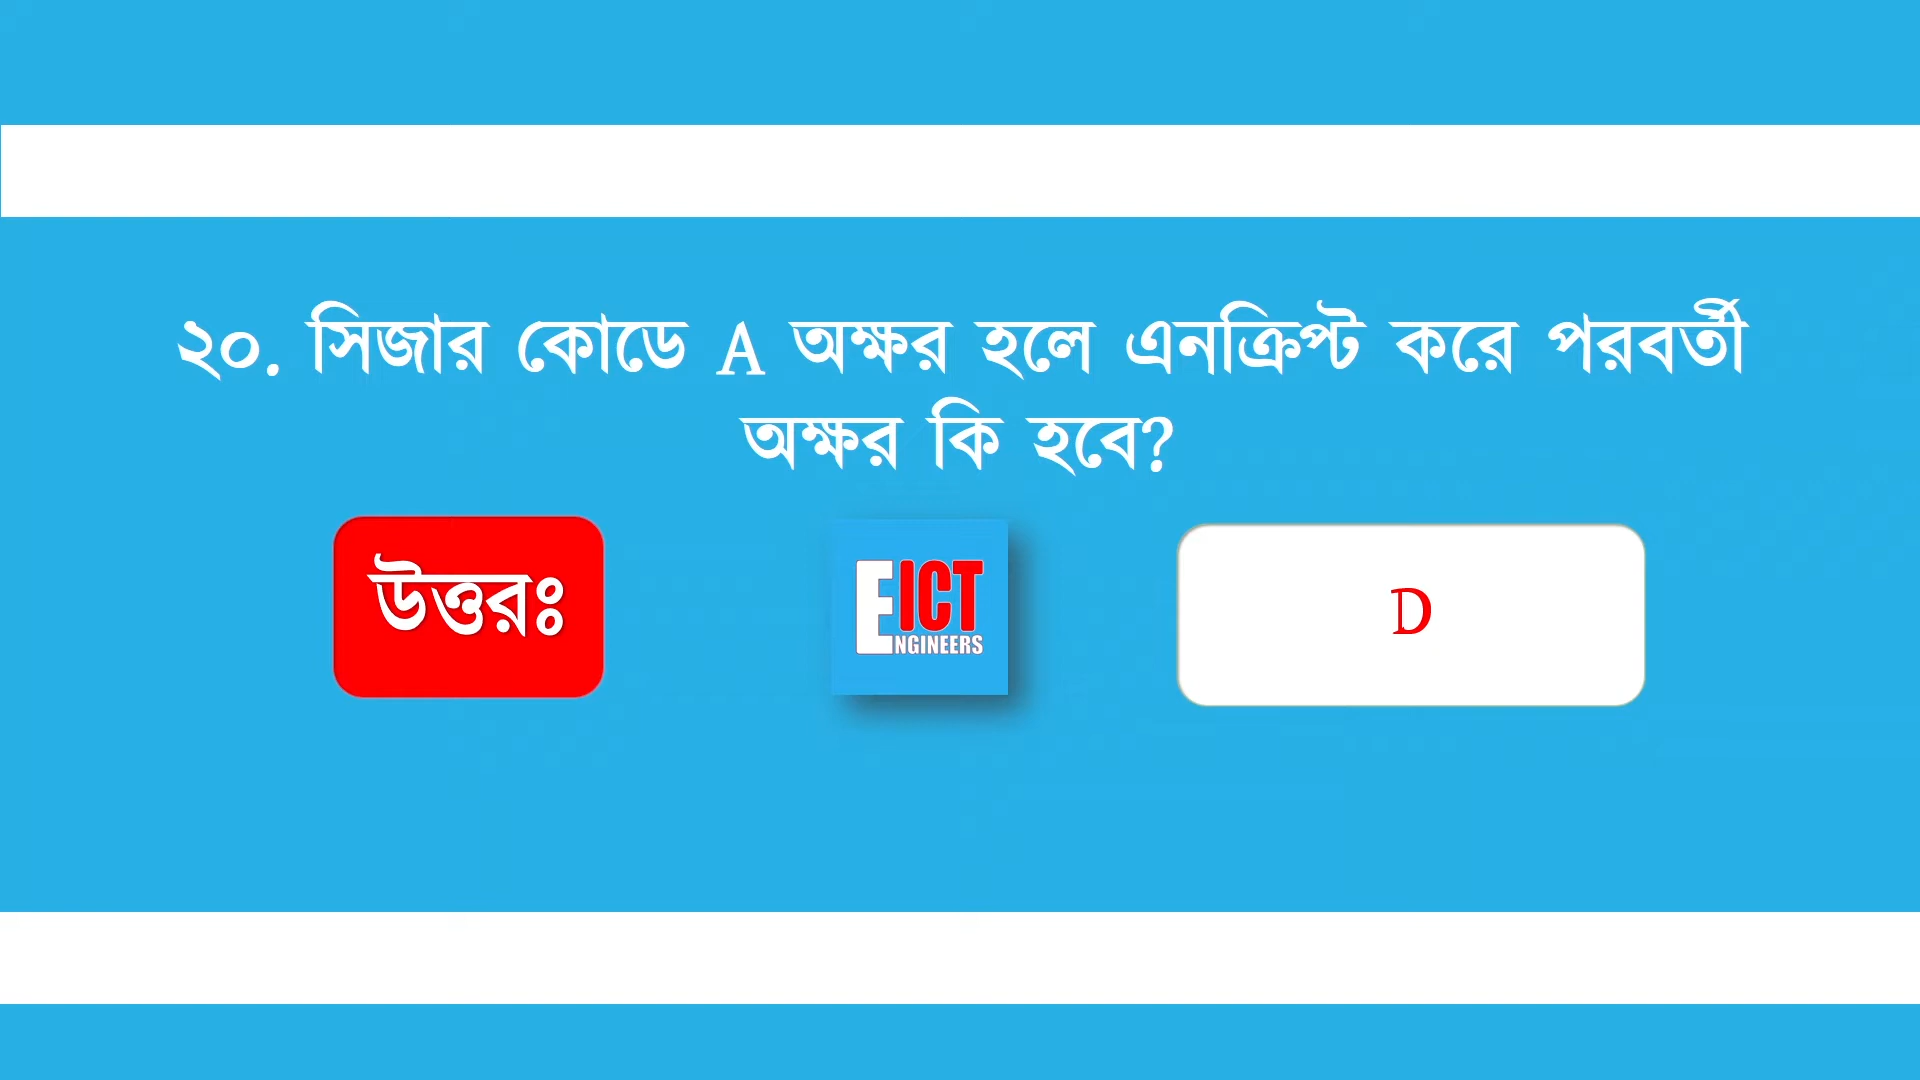 ২০. সিজার কোডে A অক্ষর হলে এনক্রিপ্ট করে পরবর্তী
অক্ষর কি হবে?
উত্তরঃ
EICT
NGINEERS
D